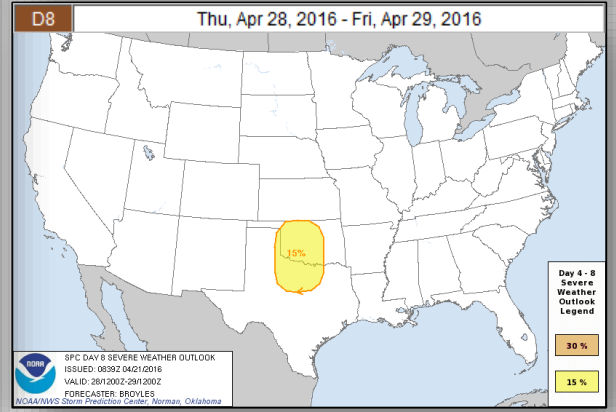 D8
Thu, Apr 28, 2016 - Fri, Apr 29, 2016
15%
Day 4 - 8
Severe
Weather
Outlook
Legend
30 %
15 %
NOAA
SPC DAY 8 SEVERE WEATHER OUTLOOK
ISSUED: 0839Z 04/21/2016
VALID: 28/1200Z-29/1200Z
FORECASTER: BROYLES
NOAA/NWS Storm Prediction Center, Norman, Oklahoma